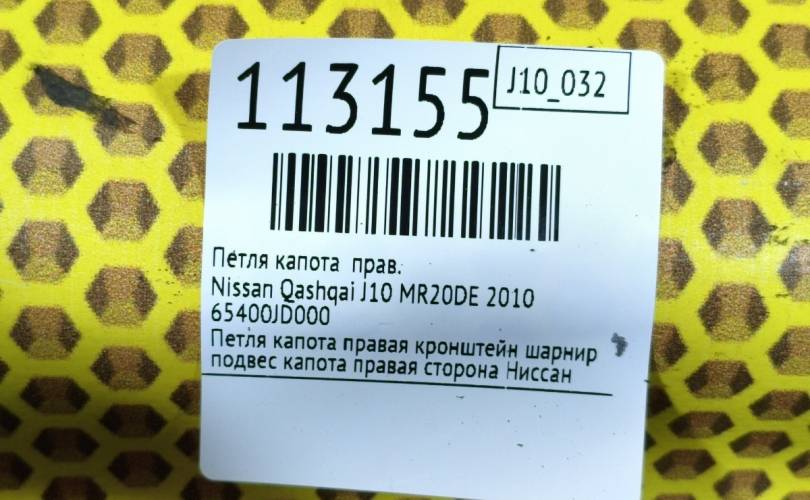 113155
J10_032
Петля капота прав.
Nissan Qashqai J10 MR20DE 2010
65400JD000
Петля капота правая кронштейн шарнир
подвес капота правая сторона Ниссан